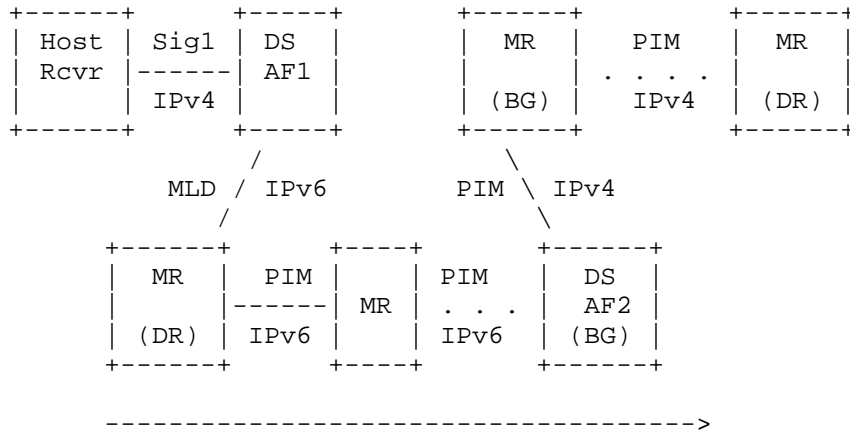 Host Sig1 DS MR PIM MR
Rcvr AF1 . . . .
IPv4 (BG) IPv4 (DR)
MLD / IPv6 PIM \ IPv4
MR PIM PIM DS
MR . . . AF2
(DR) IPv6 IPv6 (BG)